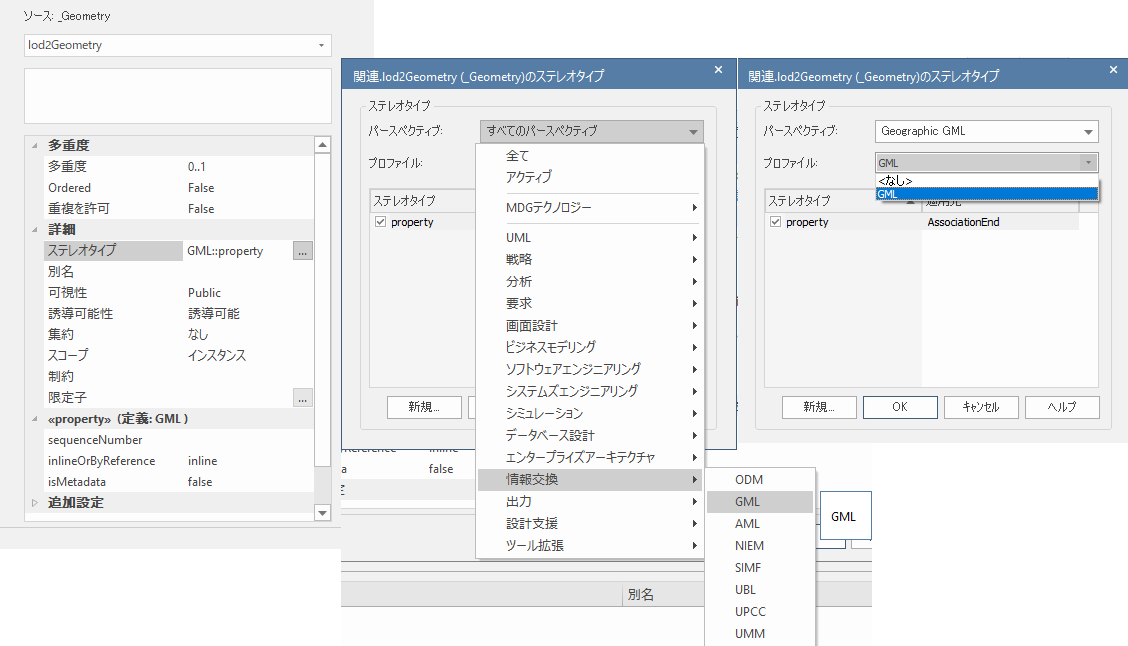 ソース: _Geometry
lod2Geometry
多重度
多重度 0..1
Ordered False
重複を許可 False
詳細
ステレオタイプ GML::property ...
別名
可視性 Public
誘導可能性 誘導可能
集約 なし
スコープ インスタンス
制約
限定子 ...
«property» (定義: GML )
sequenceNumber
inlineOrByReference inline
isMetadata false
追加設定
関連.lod2Geometry (_Geometry)のステレオタイプ ×
ステレオタイプ
パースペクティブ: すべてのパースペクティブ
プロファイル:
ステレオタイプ
property
新規...
全て
アクティブ
MDGテクノロジー
UML
戦略
分析
要求
画面設計
ビジネスモデリング
ソフトウェアエンジニアリング
システムズエンジニアリング
シミュレーション
データベース設計
エンタープライズアーキテクチャ
情報交換
出力
設計支援
ツール拡張
ODM
GML
AML
NIEM
SIMF
UBL
UPCC
UMM
GML
false
別名
関連.lod2Geometry (_Geometry)のステレオタイプ ×
ステレオタイプ
パースペクティブ: Geographic GML
プロファイル: GML
<なし>
GML
ステレオタイプ 適用先
property AssociationEnd
新規... OK キャンセル ヘルプ